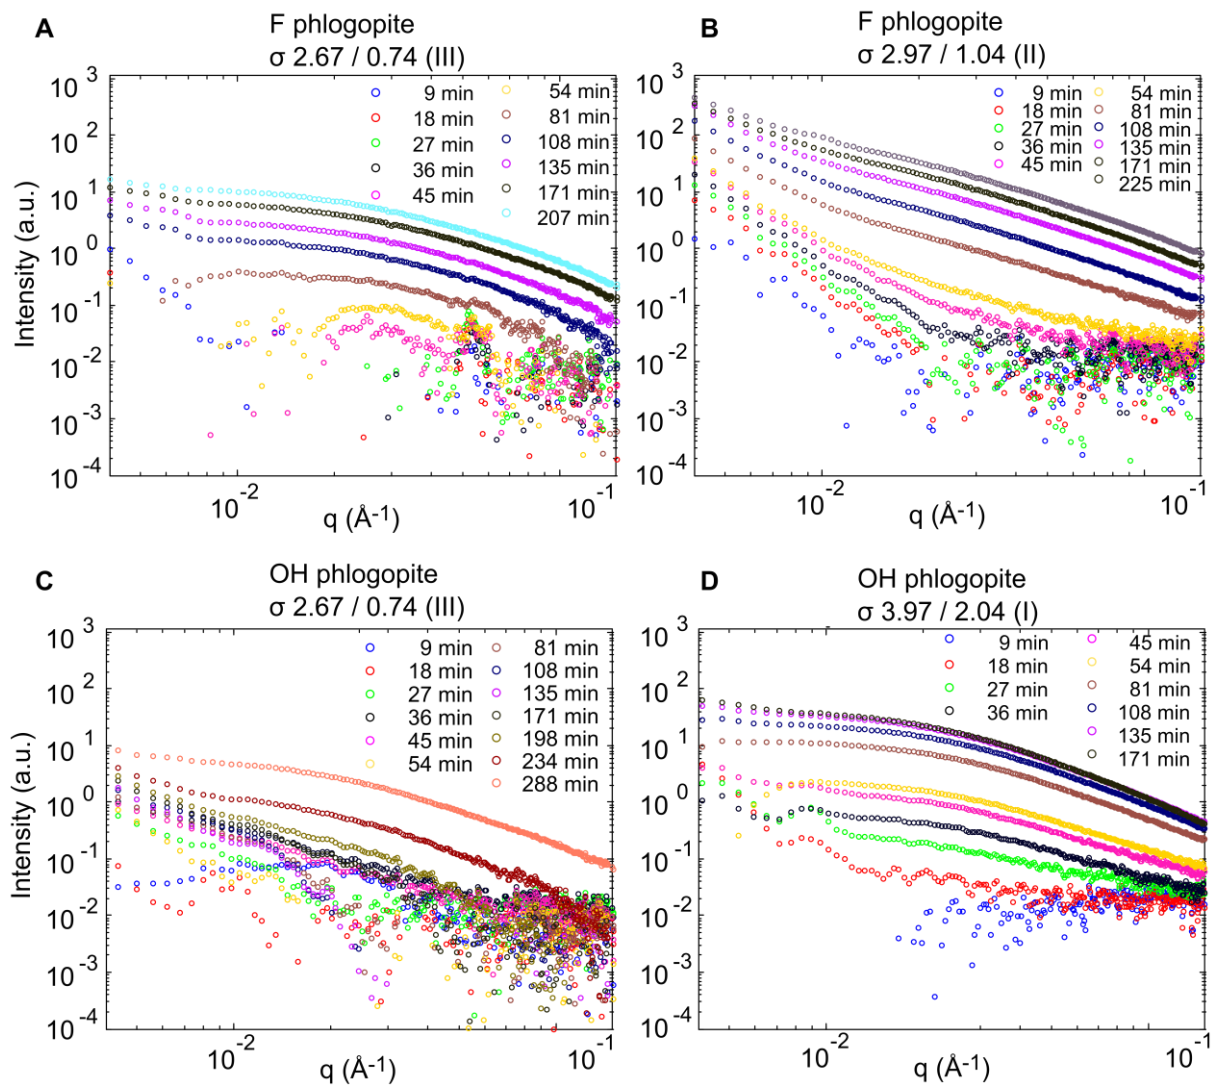 A
F phlogopite
σ 2.67 / 0.74 (III)
10 3
10 2
10 1
10 0
10 -1
10 -2
10 -3
10 -4
Intensity (a.u.)
9 min
18 min
27 min
36 min
45 min
54 min
81 min
108 min
135 min
171 min
207 min
10 -2
10 -1
q (Å-1)
B
F phlogopite
σ 2.97 / 1.04 (II)
10 3
10 2
10 1
10 0
10 -1
10 -2
10 -3
10 -4
9 min
18 min
27 min
36 min
45 min
54 min
81 min
108 min
135 min
171 min
225 min
10 -2
10 -1
q (Å-1)
C
OH phlogopite
σ 2.67 / 0.74 (III)
10 3
10 2
10 1
10 0
10 -1
10 -2
10 -3
10 -4
Intensity (a.u.)
9 min
18 min
27 min
36 min
45 min
54 min
81 min
108 min
135 min
171 min
198 min
234 min
288 min
10 -2
10 -1
q (Å-1)
D
OH phlogopite
σ 3.97 / 2.04 (I)
10 3
10 2
10 1
10 0
10 -1
10 -2
10 -3
10 -4
9 min
18 min
27 min
36 min
45 min
54 min
81 min
108 min
135 min
171 min
10 -2
10 -1
q (Å-1)